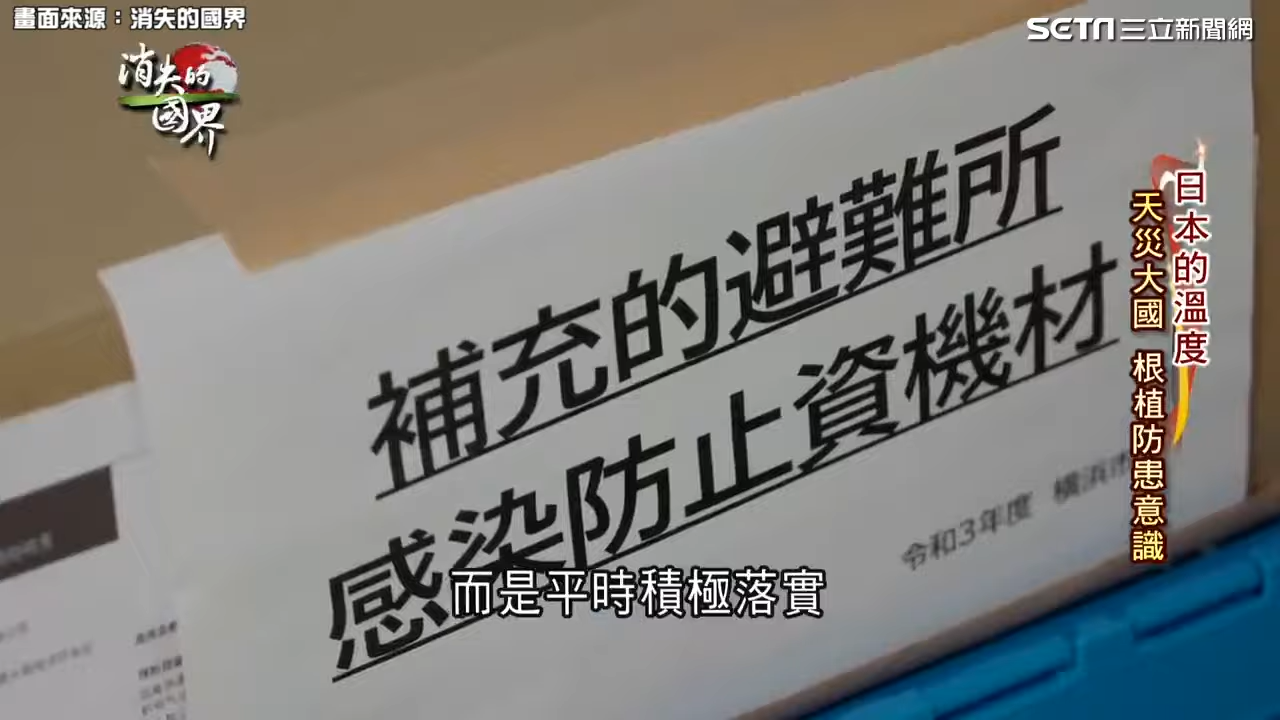 畫面來源：消失的國界
SETN三立新聞網
消失的國界
日本的溫度
天災大國 根植防患意識
補充的避難所
感染防止資機材
令和3年度 横浜市
而是平時積極落實